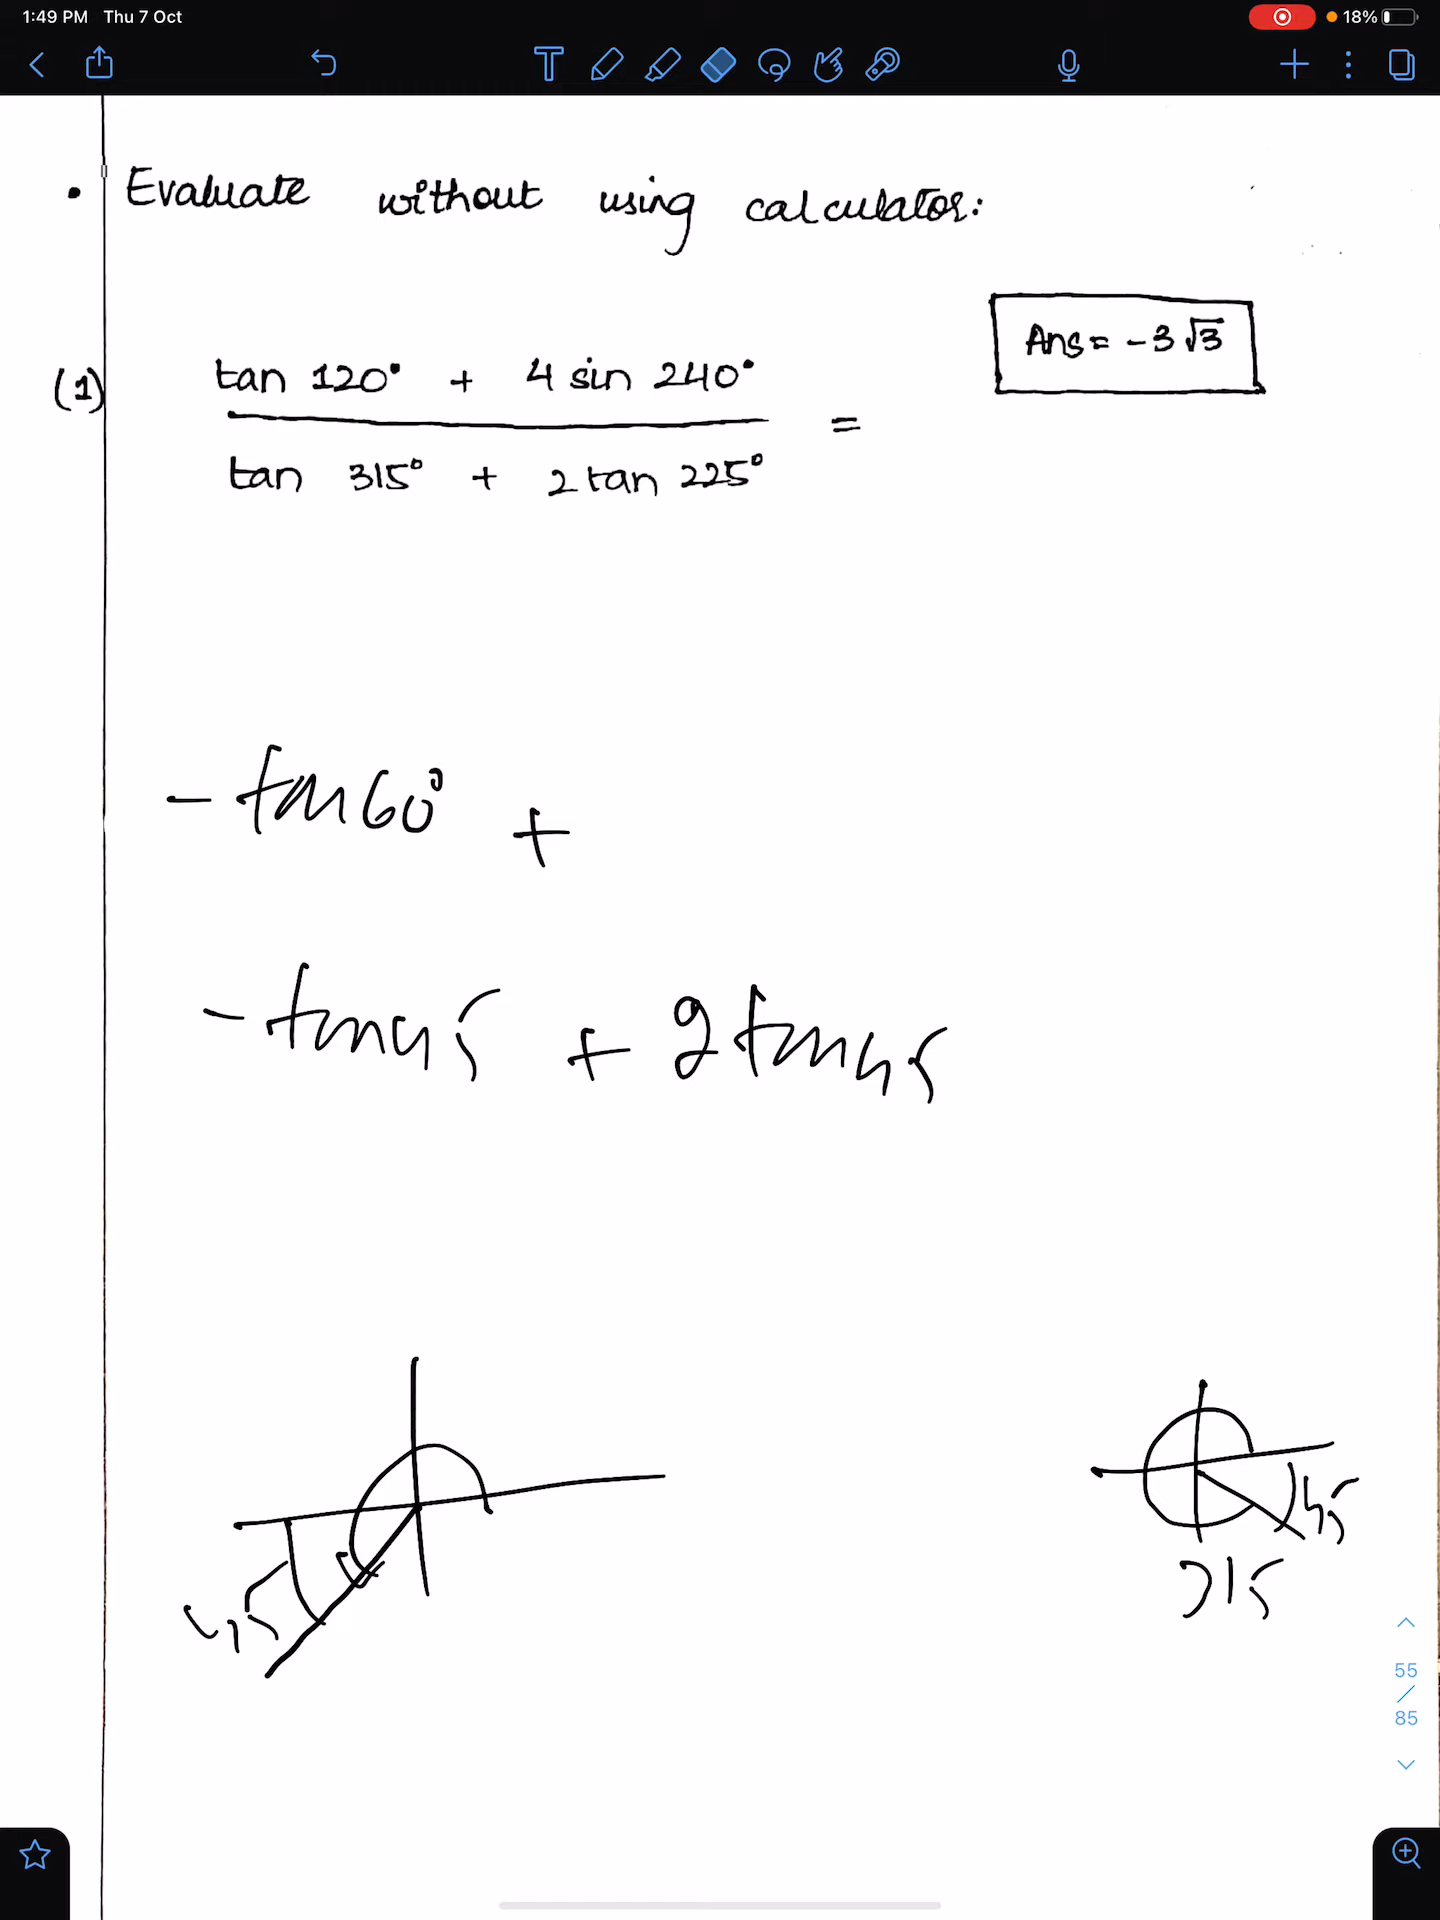 1:49 PM Thu 7 Oct
18%
• Evaluate without using calculator:
Ans = -3√3
(1) tan 120° + 4 sin 240°
=
tan 315° + 2 tan 225°
- tan 60° +
- tan 45 + 2 tan 45
45
45
315
55
/
85